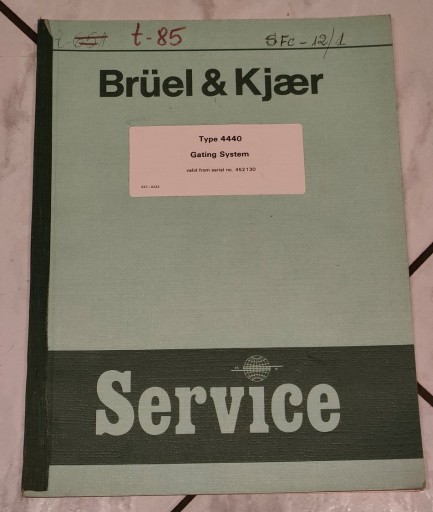 t-85
SFc - 12/1
Brüel & Kjær
Type 4440
Gating System
valid from serial no. 462130
Service